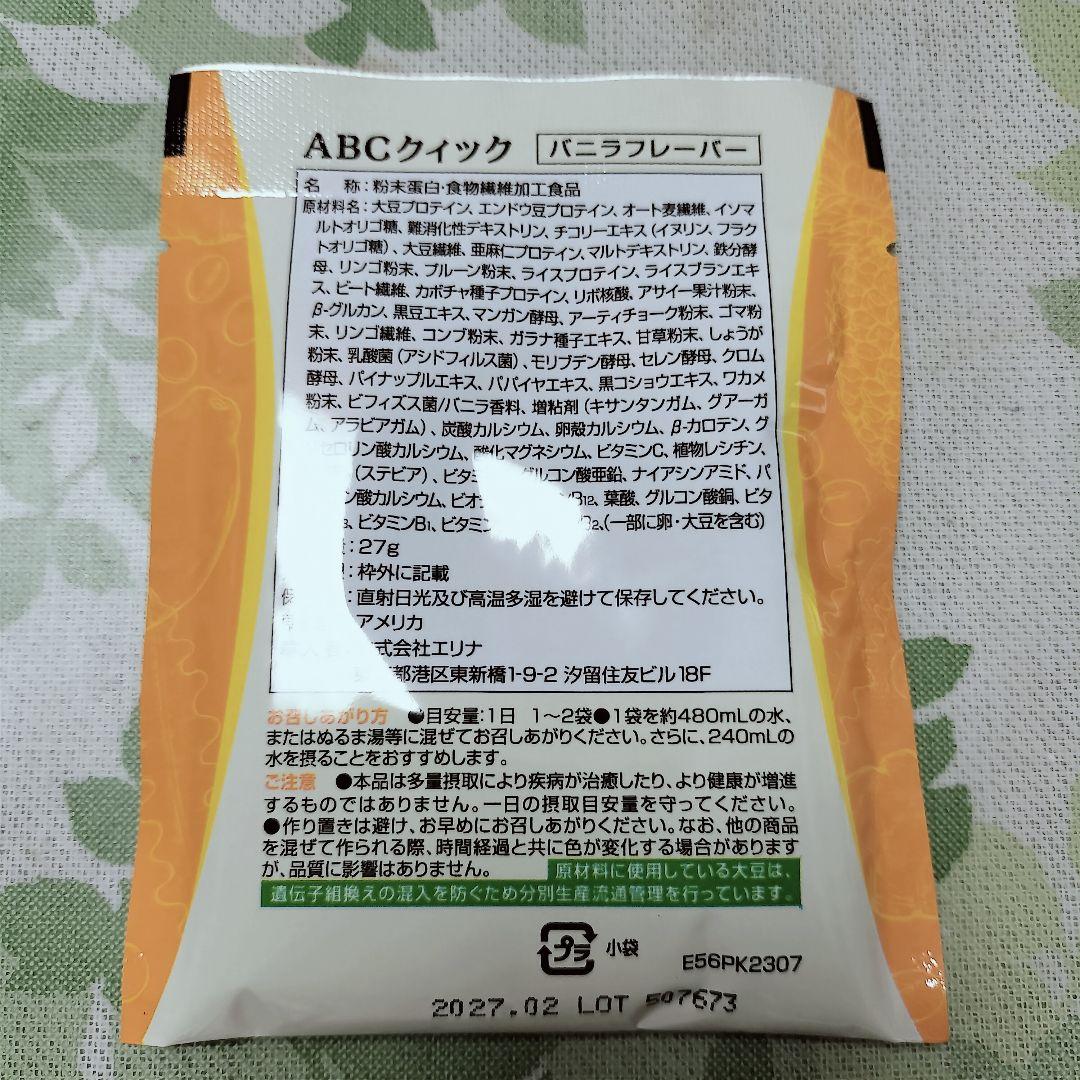 ABCクイック バニラフレーバー
名 称：粉末蛋白・食物繊維加工食品
原材料名：大豆プロテイン、エンドウ豆プロテイン、オート麦繊維、イソマ
ルトオリゴ糖、難消化性デキストリン、チコリーエキス（イヌリン、フラク
トオリゴ糖）、大豆繊維、亜麻仁プロテイン、マルトデキストリン、鉄分酵
母、リンゴ粉末、プルーン粉末、ライスプロテイン、ライスブランエキ
ス、ビート繊維、カボチャ種子プロテイン、リボ核酸、アサイー果汁粉末、
β-グルカン、黒豆エキス、マンガン酵母、アーティチョーク粉末、ゴマ粉
末、リンゴ繊維、コンブ粉末、ガラナ種子エキス、甘草粉末、しょうが
粉末、乳酸菌（アシドフィルス菌）、モリブデン酵母、セレン酵母、クロム
酵母、パイナップルエキス、パパイヤエキス、黒コショウエキス、ワカメ
粉末、ビフィズス菌/バニラ香料、増粘剤（キサンタンガム、グアーガ
ム、アラビアガム）、炭酸カルシウム、卵殻カルシウム、β-カロテン、グ
セロリン酸カルシウム、酸化マグネシウム、ビタミンC、植物レシチン、
（ステビア）、ビタミ グルコン酸亜鉛、ナイアシンアミド、パ
ン酸カルシウム、ビオ B12、葉酸、グルコン酸銅、ビタ
ビタミンB1、ビタミン B2、（一部に卵・大豆を含む）
：27g
：枠外に記載
保 ：直射日光及び高温多湿を避けて保存してください。
アメリカ
式会社エリナ
都港区東新橋1-9-2 汐留住友ビル18F
お召しあがり方 ●目安量：1日 1〜2袋●1袋を約480mLの水、
またはぬるま湯等に混ぜてお召しあがりください。さらに、240mLの
水を摂ることをおすすめします。
ご注意 ●本品は多量摂取により疾病が治癒したり、より健康が増進
するものではありません。一日の摂取目安量を守ってください。
●作り置きは避け、お早めにお召しあがりください。なお、他の商品
を混ぜて作られる際、時間経過と共に色が変化する場合があります
が、品質に影響はありません。 原材料に使用している大豆は、
遺伝子組換えの混入を防ぐため分別生産流通管理を行っています。
プラ 小袋 E56PK2307
2027.02 LOT 507673